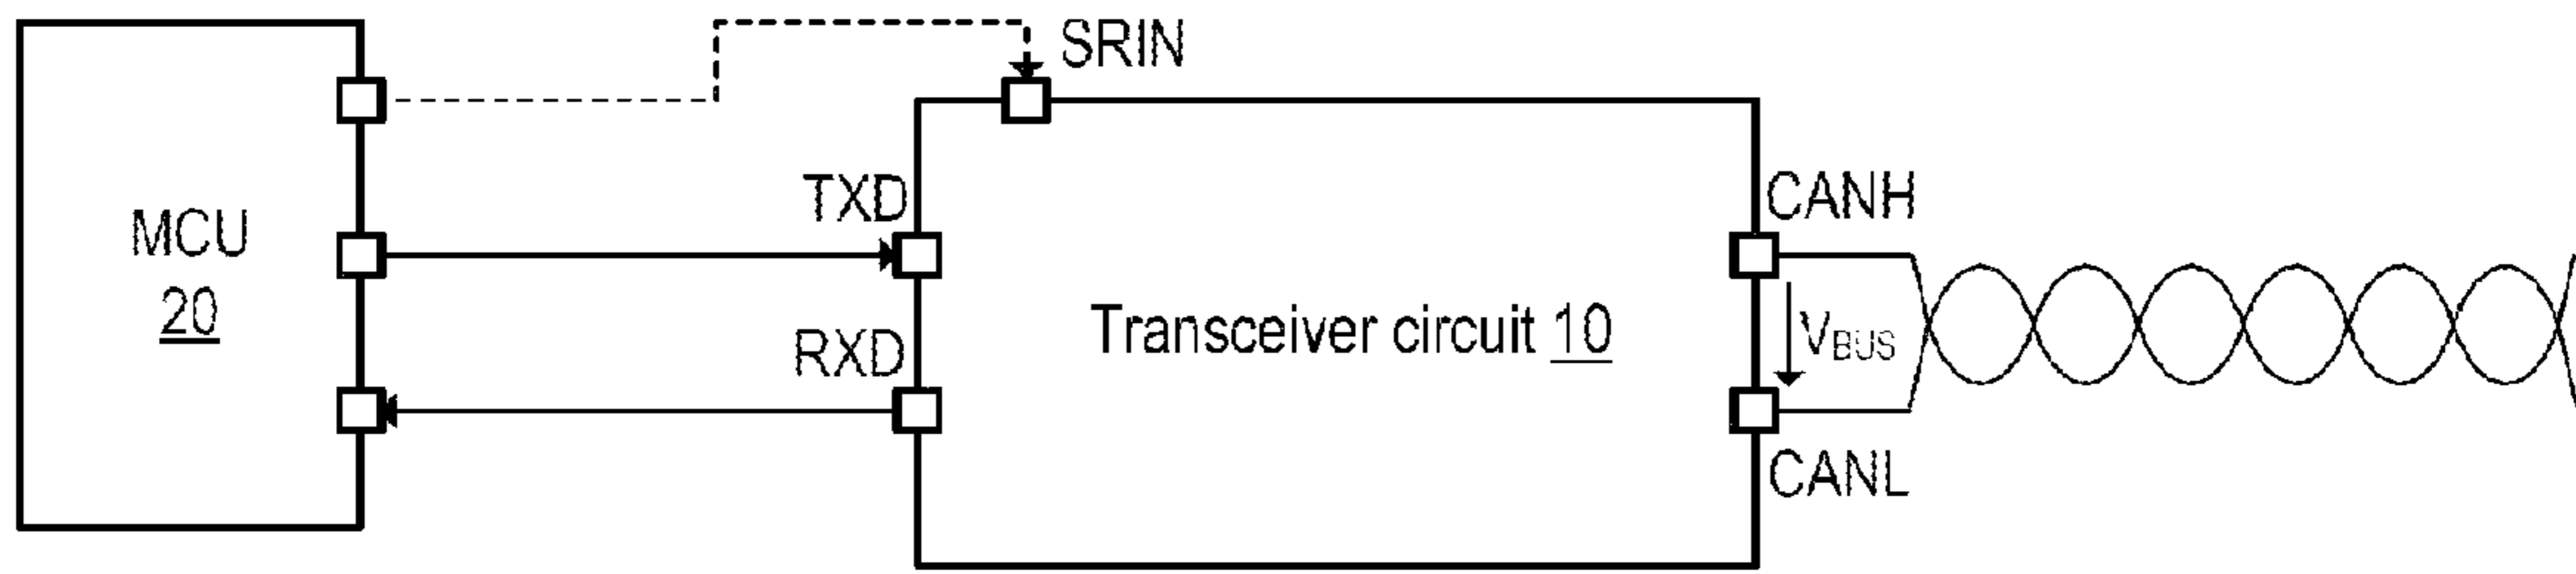 SRIN
MCU
20
TXD
RXD
Transceiver circuit 10
CANH
VBUS
CANL